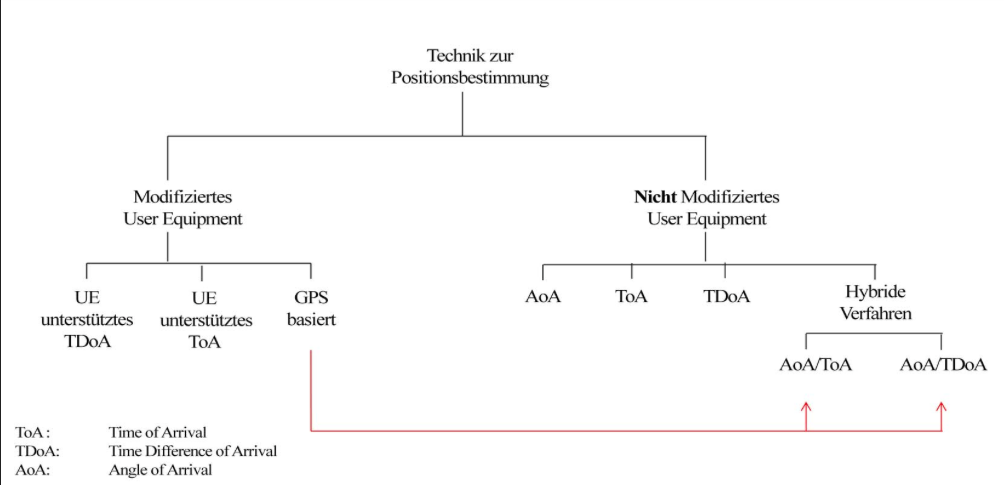 Technik zur
Positionsbestimmung
Modifiziertes
User Equipment
Nicht Modifiziertes
User Equipment
UE
unterstütztes
TDoA
UE
unterstütztes
ToA
GPS
basiert
AoA
ToA
TDoA
Hybride
Verfahren
AoA/ToA
AoA/TDoA
ToA : Time of Arrival
TDoA: Time Difference of Arrival
AoA: Angle of Arrival